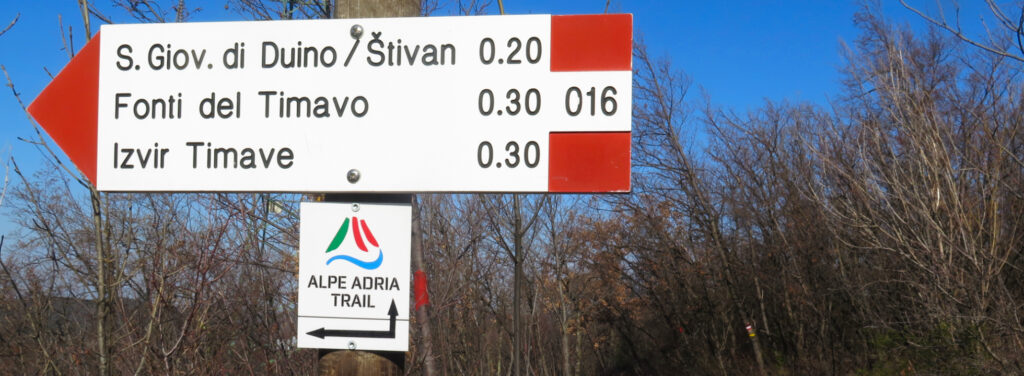 S. Giov. di Duino / Štivan 0.20
Fonti del Timavo 0.30 016
Izvir Timave 0.30
ALPE ADRIA
TRAIL